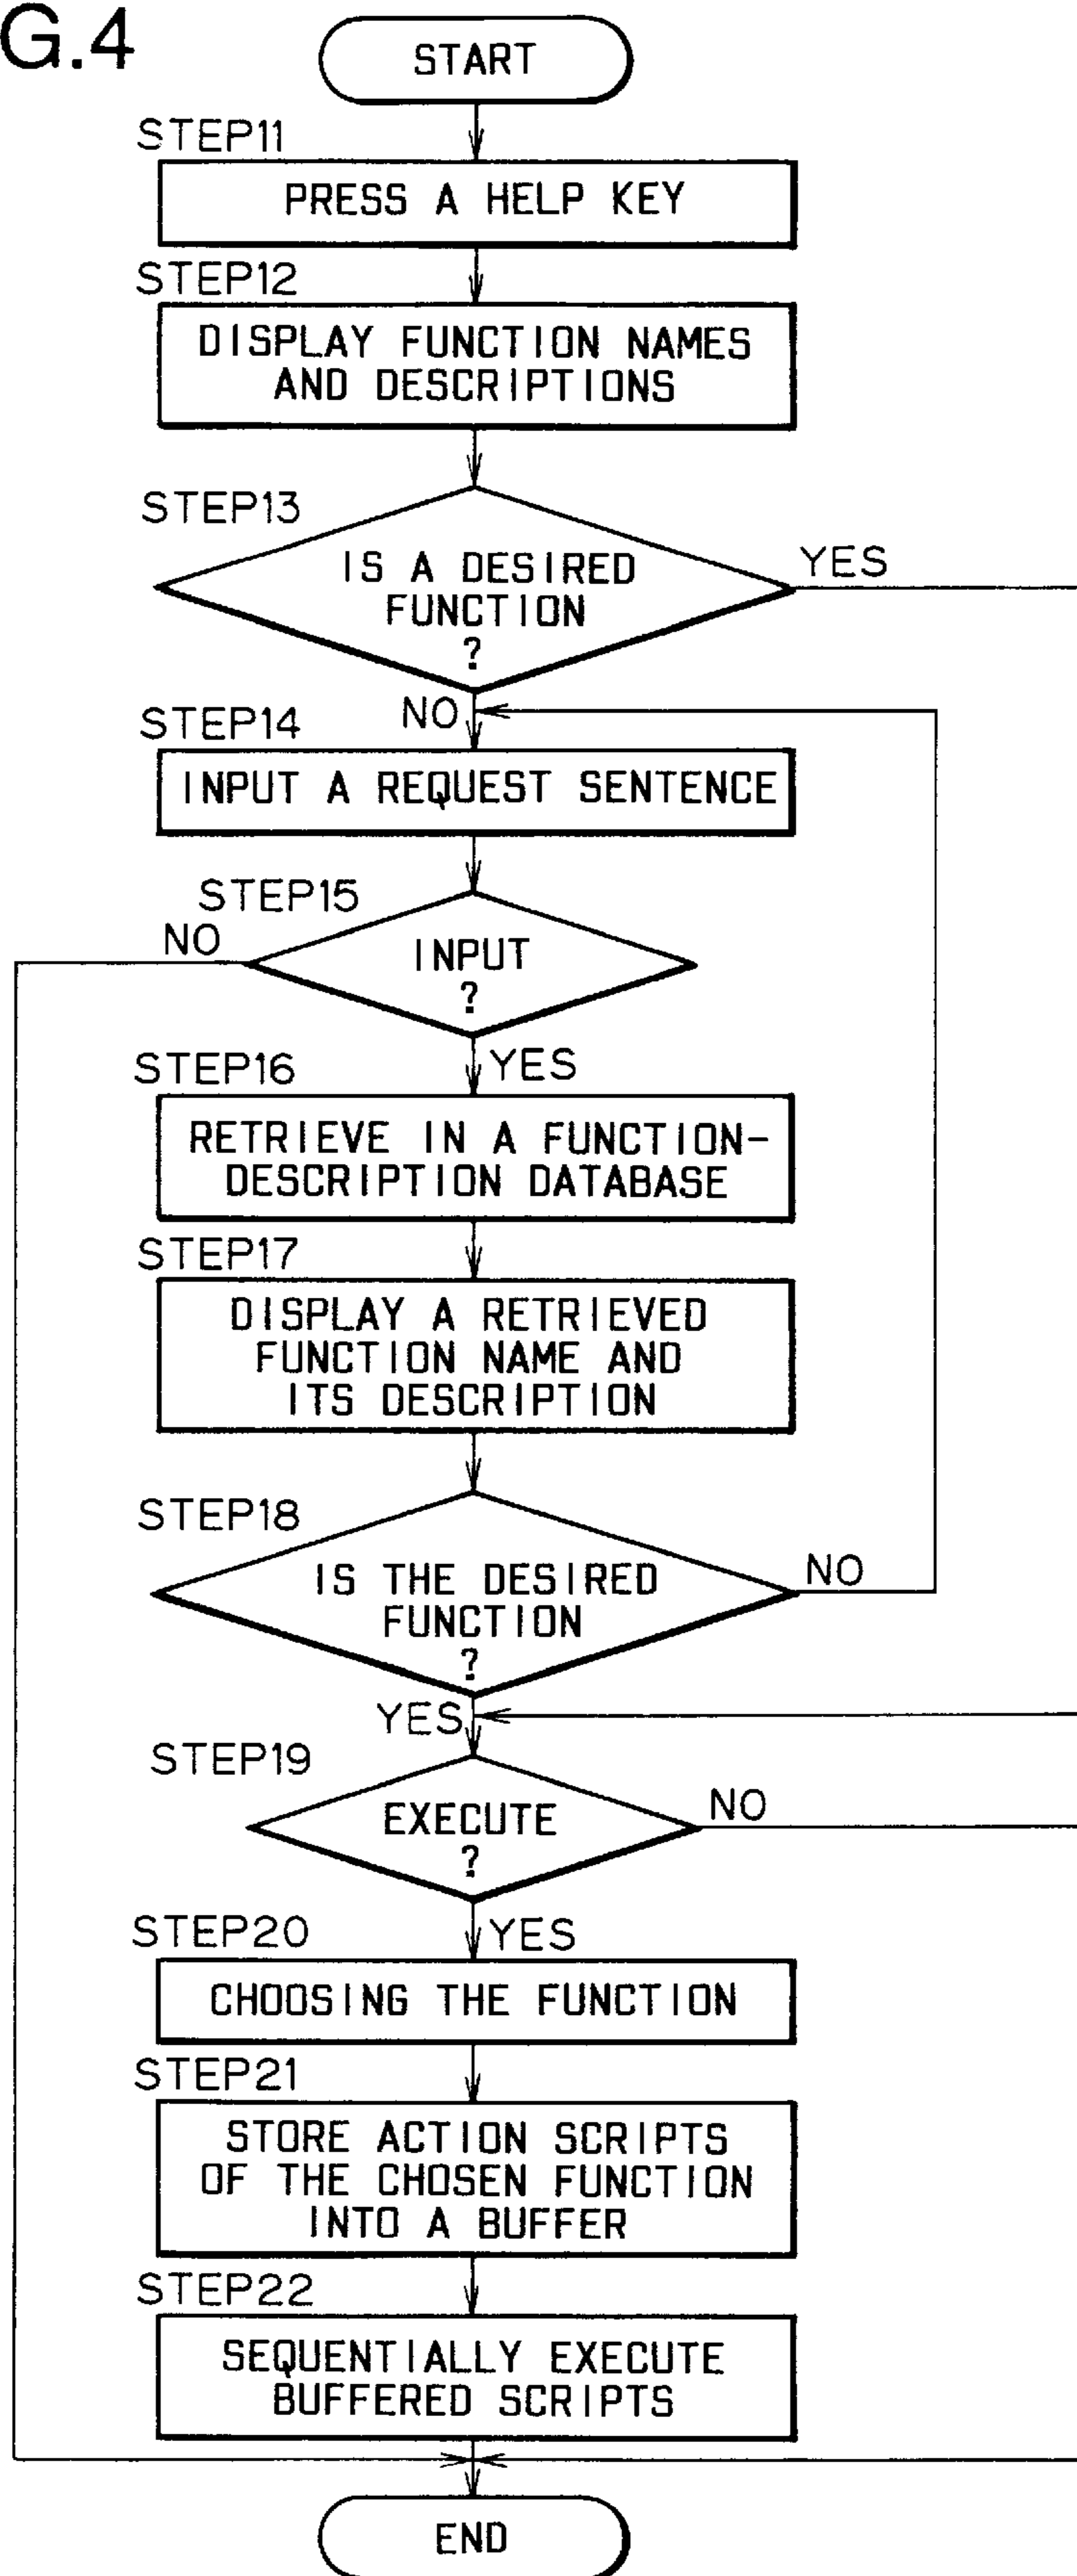 G.4
START
STEP11
PRESS A HELP KEY
STEP12
DISPLAY FUNCTION NAMES
AND DESCRIPTIONS
STEP13
IS A DESIRED
FUNCTION
?
YES
NO
STEP14
INPUT A REQUEST SENTENCE
STEP15
NO
INPUT
?
YES
STEP16
RETRIEVE IN A FUNCTION-
DESCRIPTION DATABASE
STEP17
DISPLAY A RETRIEVED
FUNCTION NAME AND
ITS DESCRIPTION
STEP18
IS THE DESIRED
FUNCTION
?
NO
YES
STEP19
EXECUTE
?
NO
YES
STEP20
CHOOSING THE FUNCTION
STEP21
STORE ACTION SCRIPTS
OF THE CHOSEN FUNCTION
INTO A BUFFER
STEP22
SEQUENTIALLY EXECUTE
BUFFERED SCRIPTS
END